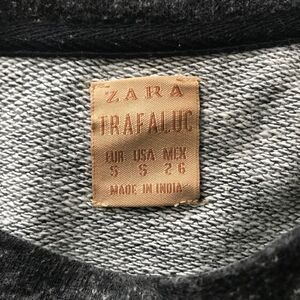 ZARA
TRAFALUC
EUR USA MEX
S S 26
MADE IN INDIA